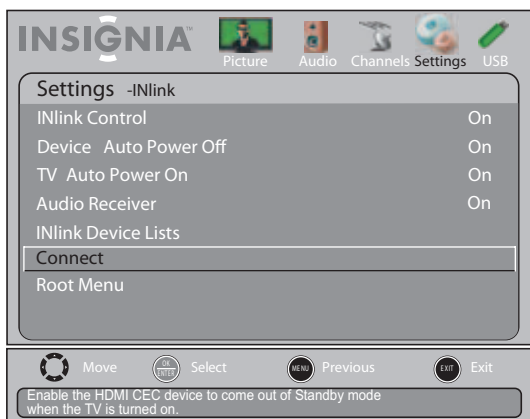 INSIGNIA™
Picture Audio Channels Settings USB
Settings -INlink
INlink Control On
Device Auto Power Off On
TV Auto Power On On
Audio Receiver On
INlink Device Lists
Connect
Root Menu
Move OK ENTER Select MENU Previous EXIT Exit
Enable the HDMI CEC device to come out of Standby mode
when the TV is turned on.